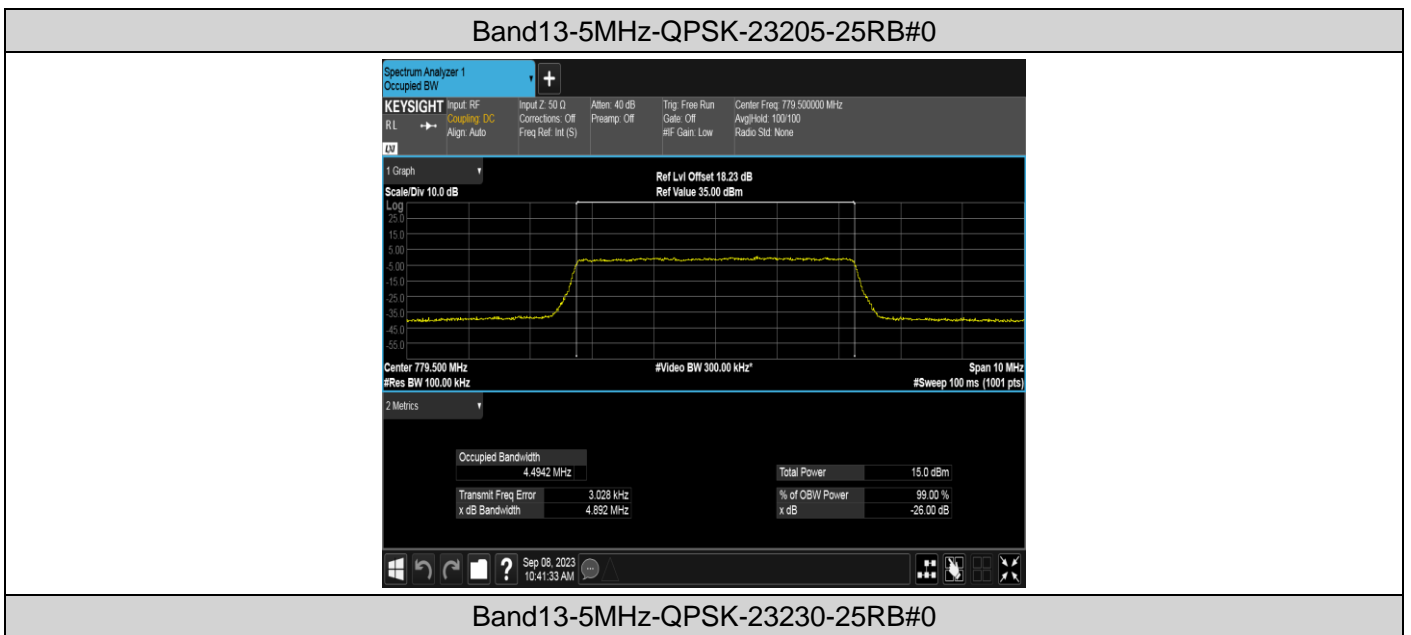 Band13-5MHz-QPSK-23205-25RB#0
Spectrum Analyzer 1
Occupied BW
+
KEYSIGHT Input: RF Input Z: 50 Ω Atten: 40 dB Trig: Free Run Center Freq: 779.500000 MHz
RL Coupling: DC Corrections: Off Preamp: Off Gate: Off Avg|Hold: 100/100
Align: Auto Freq Ref: Int (S) #IF Gain: Low Radio Std: None
LXI
1 Graph
Ref Lvl Offset 18.23 dB
Scale/Div 10.0 dB Ref Value 35.00 dBm
Log
25.0
15.0
5.00
-5.00
-15.0
-25.0
-35.0
-45.0
-55.0
Center 779.500 MHz #Video BW 300.00 kHz* Span 10 MHz
#Res BW 100.00 kHz #Sweep 100 ms (1001 pts)
2 Metrics
Occupied Bandwidth
4.4942 MHz Total Power 15.0 dBm
Transmit Freq Error 3.028 kHz % of OBW Power 99.00 %
x dB Bandwidth 4.892 MHz x dB -26.00 dB
? Sep 08, 2023
10:41:33 AM
Band13-5MHz-QPSK-23230-25RB#0